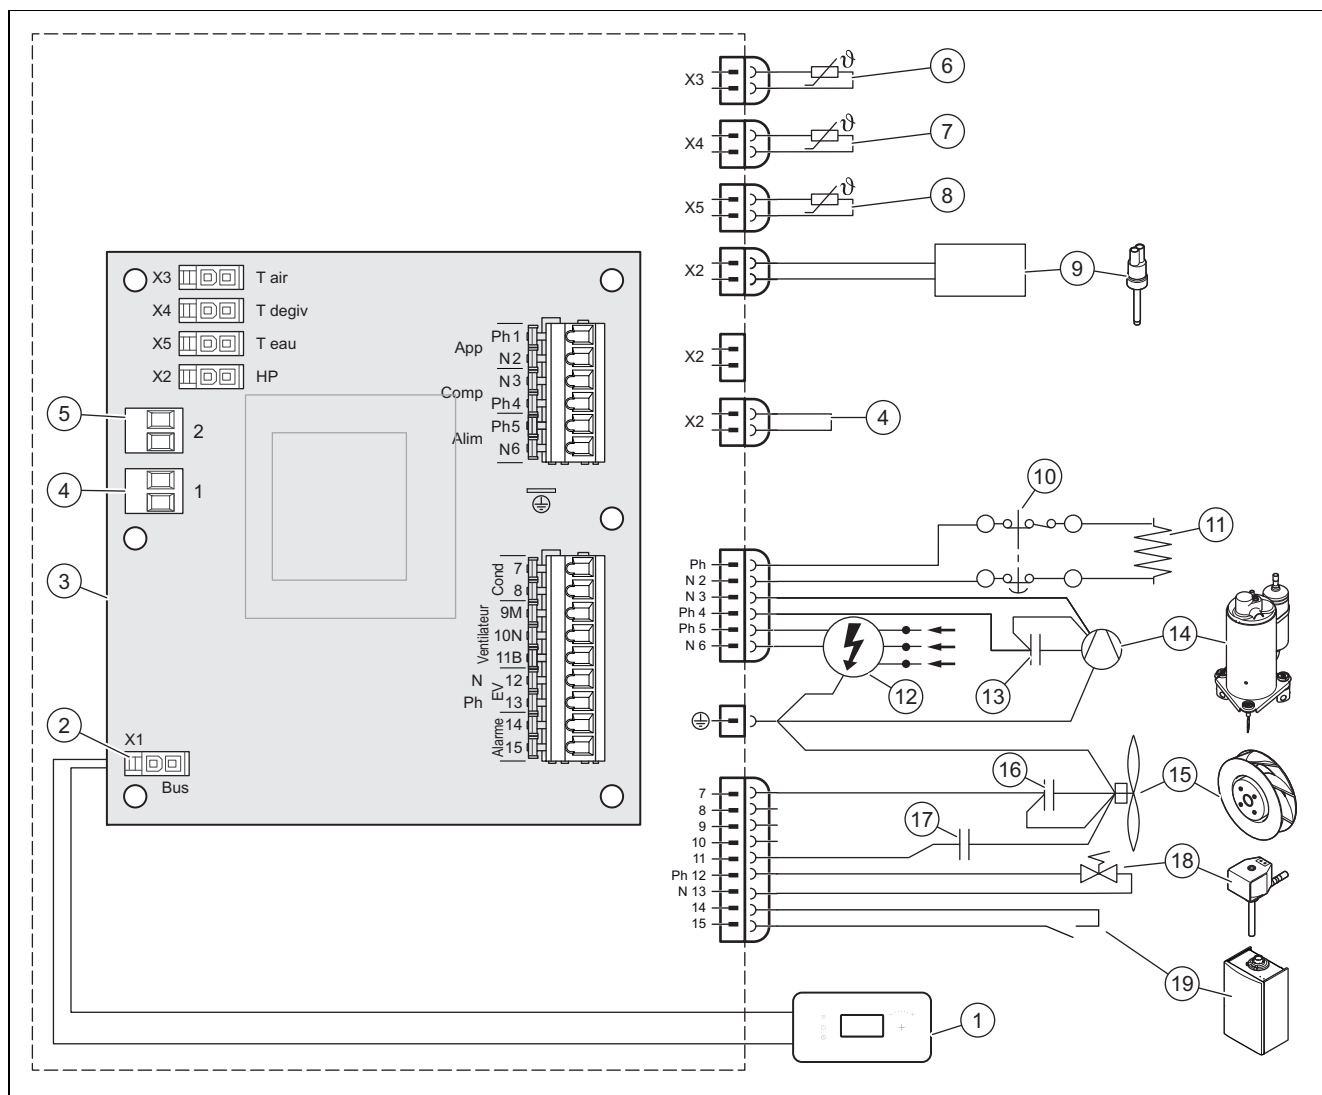 X3
ϑ
6
X4
ϑ
7
X5
ϑ
8
X2
9
X3 T air
X4 T degiv
X5 T eau
X2 HP
App
Ph1
N2
Comp
N3
Ph4
Alim
Ph5
N6
5
2
4
1
3
Cond
7
8
Ventilateur
9M
10N
11B
EV
N 12
Ph 13
Alarme
14
15
2
X1
Bus
X2
X2
4
10
11
Ph
N 2
N 3
Ph 4
Ph 5
N 6
12
13
14
7
8
9
10
11
Ph 12
N 13
14
15
16
15
17
18
19
1